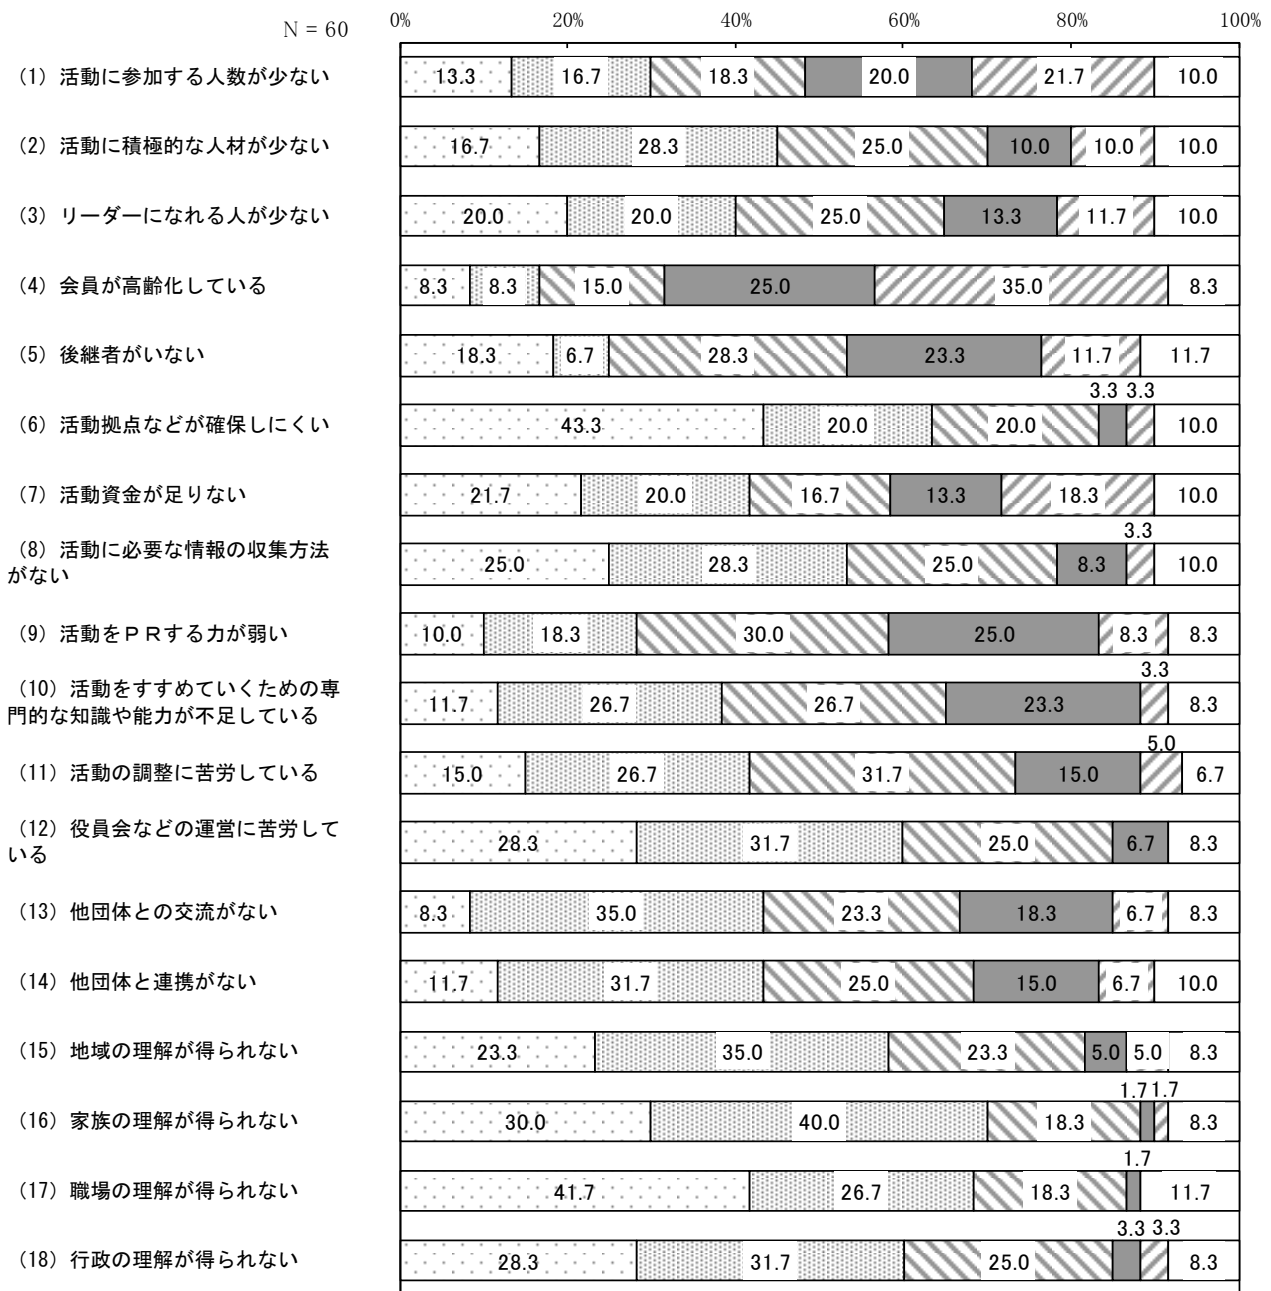 N = 60
0% 20% 40% 60% 80% 100%
（1）活動に参加する人数が少ない 13.3 16.7 18.3 20.0 21.7 10.0
（2）活動に積極的な人材が少ない 16.7 28.3 25.0 10.0 10.0 10.0
（3）リーダーになれる人が少ない 20.0 20.0 25.0 13.3 11.7 10.0
（4）会員が高齢化している 8.3 8.3 15.0 25.0 35.0 8.3
（5）後継者がいない 18.3 6.7 28.3 23.3 11.7 11.7
3.3 3.3
（6）活動拠点などが確保しにくい 43.3 20.0 20.0 10.0
（7）活動資金が足りない 21.7 20.0 16.7 13.3 18.3 10.0
3.3
（8）活動に必要な情報の収集方法
がない 25.0 28.3 25.0 8.3 10.0
（9）活動をＰＲする力が弱い 10.0 18.3 30.0 25.0 8.3 8.3
3.3
（10）活動をすすめていくための専
門的な知識や能力が不足している 11.7 26.7 26.7 23.3 8.3
5.0
（11）活動の調整に苦労している 15.0 26.7 31.7 15.0 6.7
（12）役員会などの運営に苦労して
いる 28.3 31.7 25.0 6.7 8.3
（13）他団体との交流がない 8.3 35.0 23.3 18.3 6.7 8.3
（14）他団体と連携がない 11.7 31.7 25.0 15.0 6.7 10.0
（15）地域の理解が得られない 23.3 35.0 23.3 5.0 5.0 8.3
1.7 1.7
（16）家族の理解が得られない 30.0 40.0 18.3 8.3
1.7
（17）職場の理解が得られない 41.7 26.7 18.3 11.7
3.3 3.3
（18）行政の理解が得られない 28.3 31.7 25.0 8.3